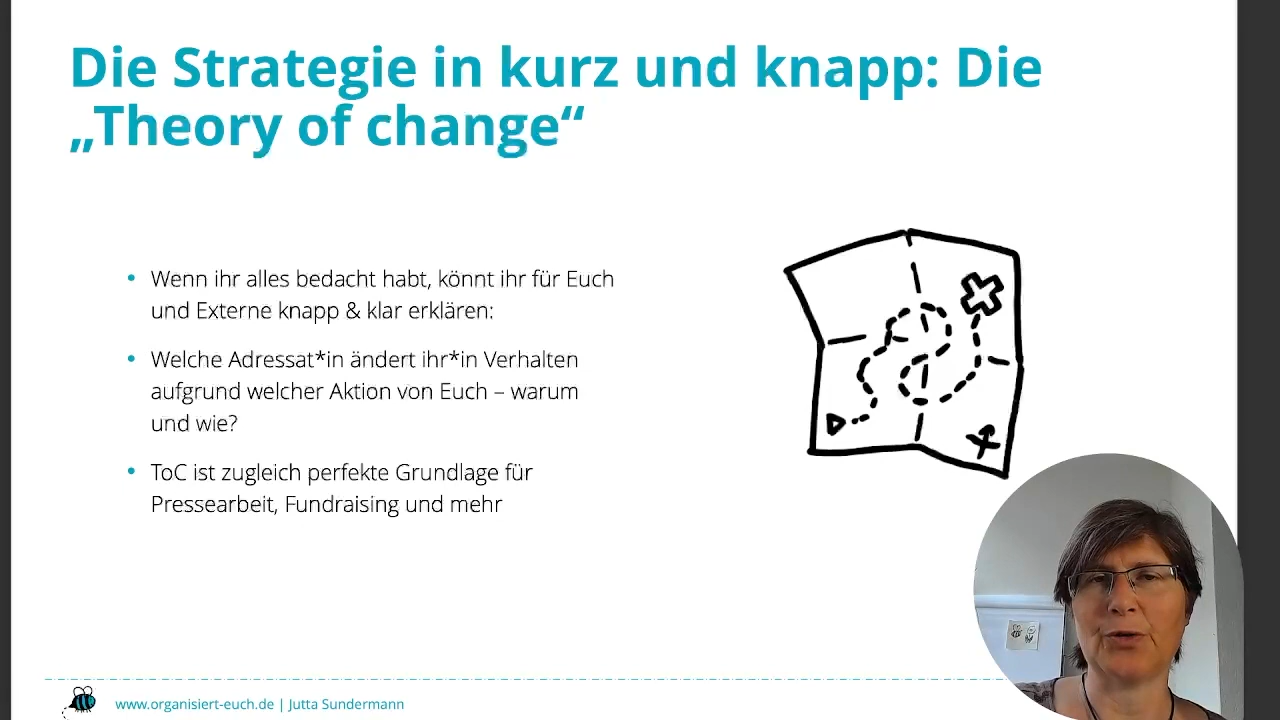 Die Strategie in kurz und knapp: Die
„Theory of change“
• Wenn ihr alles bedacht habt, könnt ihr für Euch
und Externe knapp & klar erklären:
• Welche Adressat*in ändert ihr*in Verhalten
aufgrund welcher Aktion von Euch – warum
und wie?
• ToC ist zugleich perfekte Grundlage für
Pressearbeit, Fundraising und mehr
www.organisiert-euch.de | Jutta Sundermann